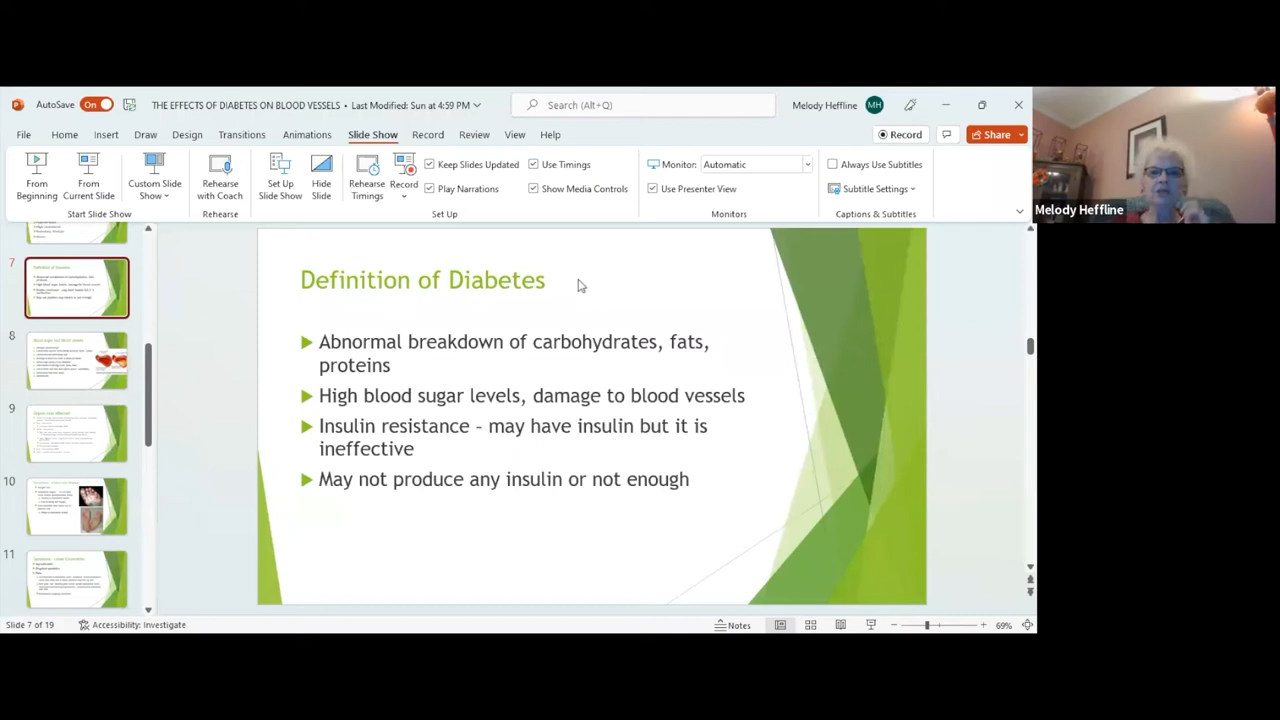 AutoSave On THE EFFECTS OF DIABETES ON BLOOD VESSELS • Last Modified: Sun at 4:59 PM Search (Alt+Q) Melody Heffline MH
File Home Insert Draw Design Transitions Animations Slide Show Record Review View Help Record Share
From Beginning
From Current Slide
Custom Slide Show
Start Slide Show
Rehearse with Coach
Rehearse
Set Up Slide Show
Hide Slide
Rehearse Timings
Record
Keep Slides Updated
Play Narrations
Use Timings
Show Media Controls
Set Up
Monitor: Automatic
Use Presenter View
Monitors
Always Use Subtitles
Subtitle Settings
Captions & Subtitles
Melody Heffline
7
Definition of Diabetes
8
9
10
11
Definition of Diabetes
Abnormal breakdown of carbohydrates, fats,
proteins
High blood sugar levels, damage to blood vessels
Insulin resistance – may have insulin but it is
ineffective
May not produce any insulin or not enough
Slide 7 of 19 Accessibility: Investigate Notes 69%